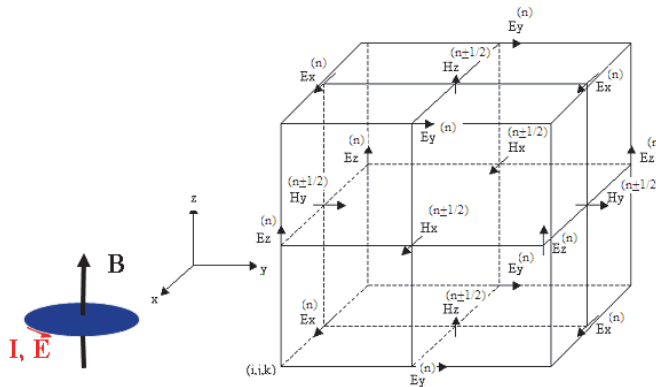 (n)
Ey
(n)
Ex
(n±1/2)
Hz
(n)
Ex
(n)
Ey
(n)
Ez
(n±1/2)
Hx
(n
Ez
(n±1/2)
Hy
(n±1/2)
Hy
(n)
Ez
(n±1/2)
Hx
(n)
Ez
z
y
x
B
I, E
(n)
Ey
(n)
Ex
(n±1/2)
Hz
(n)
Ex
(i,j,k)
(n)
Ey